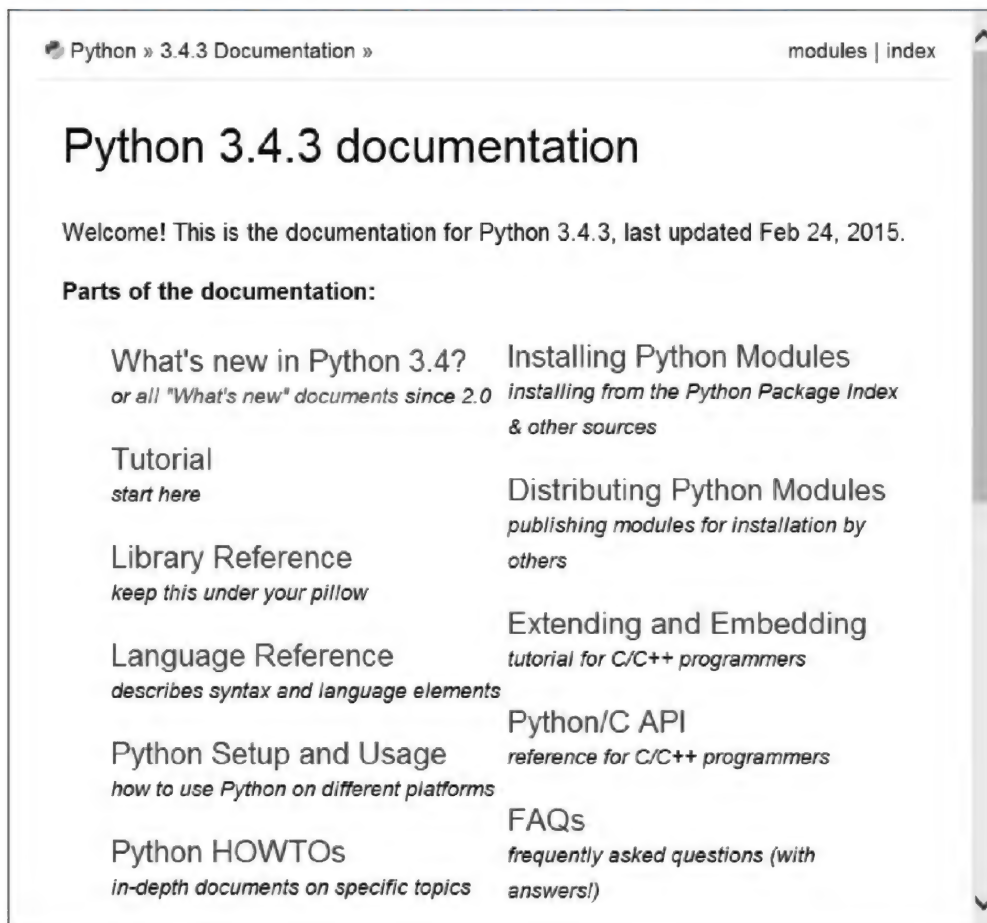 Python » 3.4.3 Documentation »
modules | index
Python 3.4.3 documentation
Welcome! This is the documentation for Python 3.4.3, last updated Feb 24, 2015.
Parts of the documentation:
What's new in Python 3.4?
or all "What's new" documents since 2.0
Tutorial
start here
Library Reference
keep this under your pillow
Language Reference
describes syntax and language elements
Python Setup and Usage
how to use Python on different platforms
Python HOWTOs
in-depth documents on specific topics
Installing Python Modules
installing from the Python Package Index
& other sources
Distributing Python Modules
publishing modules for installation by
others
Extending and Embedding
tutorial for C/C++ programmers
Python/C API
reference for C/C++ programmers
FAQs
frequently asked questions (with
answers!)